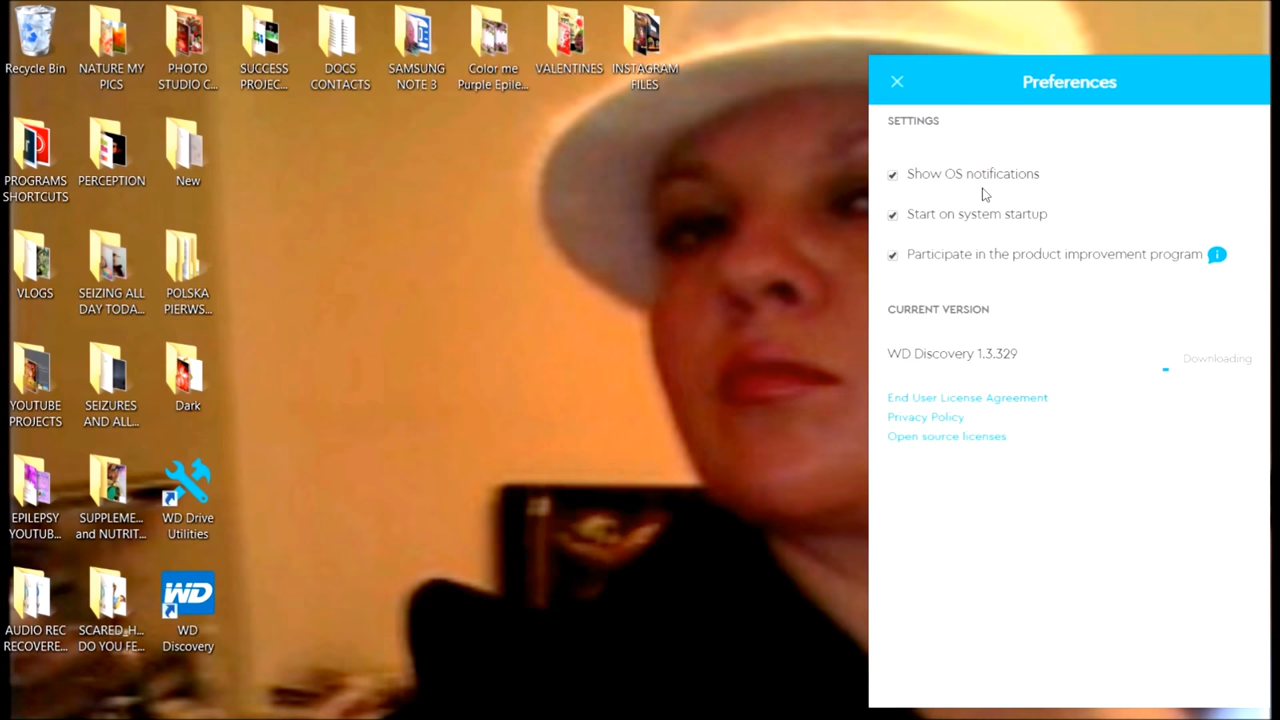 Recycle Bin
NATURE MY
PICS
PHOTO
STUDIO C...
SUCCESS
PROJEC...
DOCS
CONTACTS
SAMSUNG
NOTE 3
Color me
Purple Epile...
VALENTINES
INSTAGRAM
FILES
PROGRAMS
SHORTCUTS
PERCEPTION
New
VLOGS
SEIZING ALL
DAY TODA...
POLSKA
PIERWS...
YOUTUBE
PROJECTS
SEIZURES
AND ALL...
Dark
EPILEPSY
YOUTUB...
SUPPLEME...
and NUTRIT...
WD Drive
Utilities
AUDIO REC
RECOVERE...
SCARED_H...
DO YOU FE...
WD
WD
Discovery
Preferences
SETTINGS
Show OS notifications
Start on system startup
Participate in the product improvement program
CURRENT VERSION
WD Discovery 1.3.329
Downloading
End User License Agreement
Privacy Policy
Open source licenses